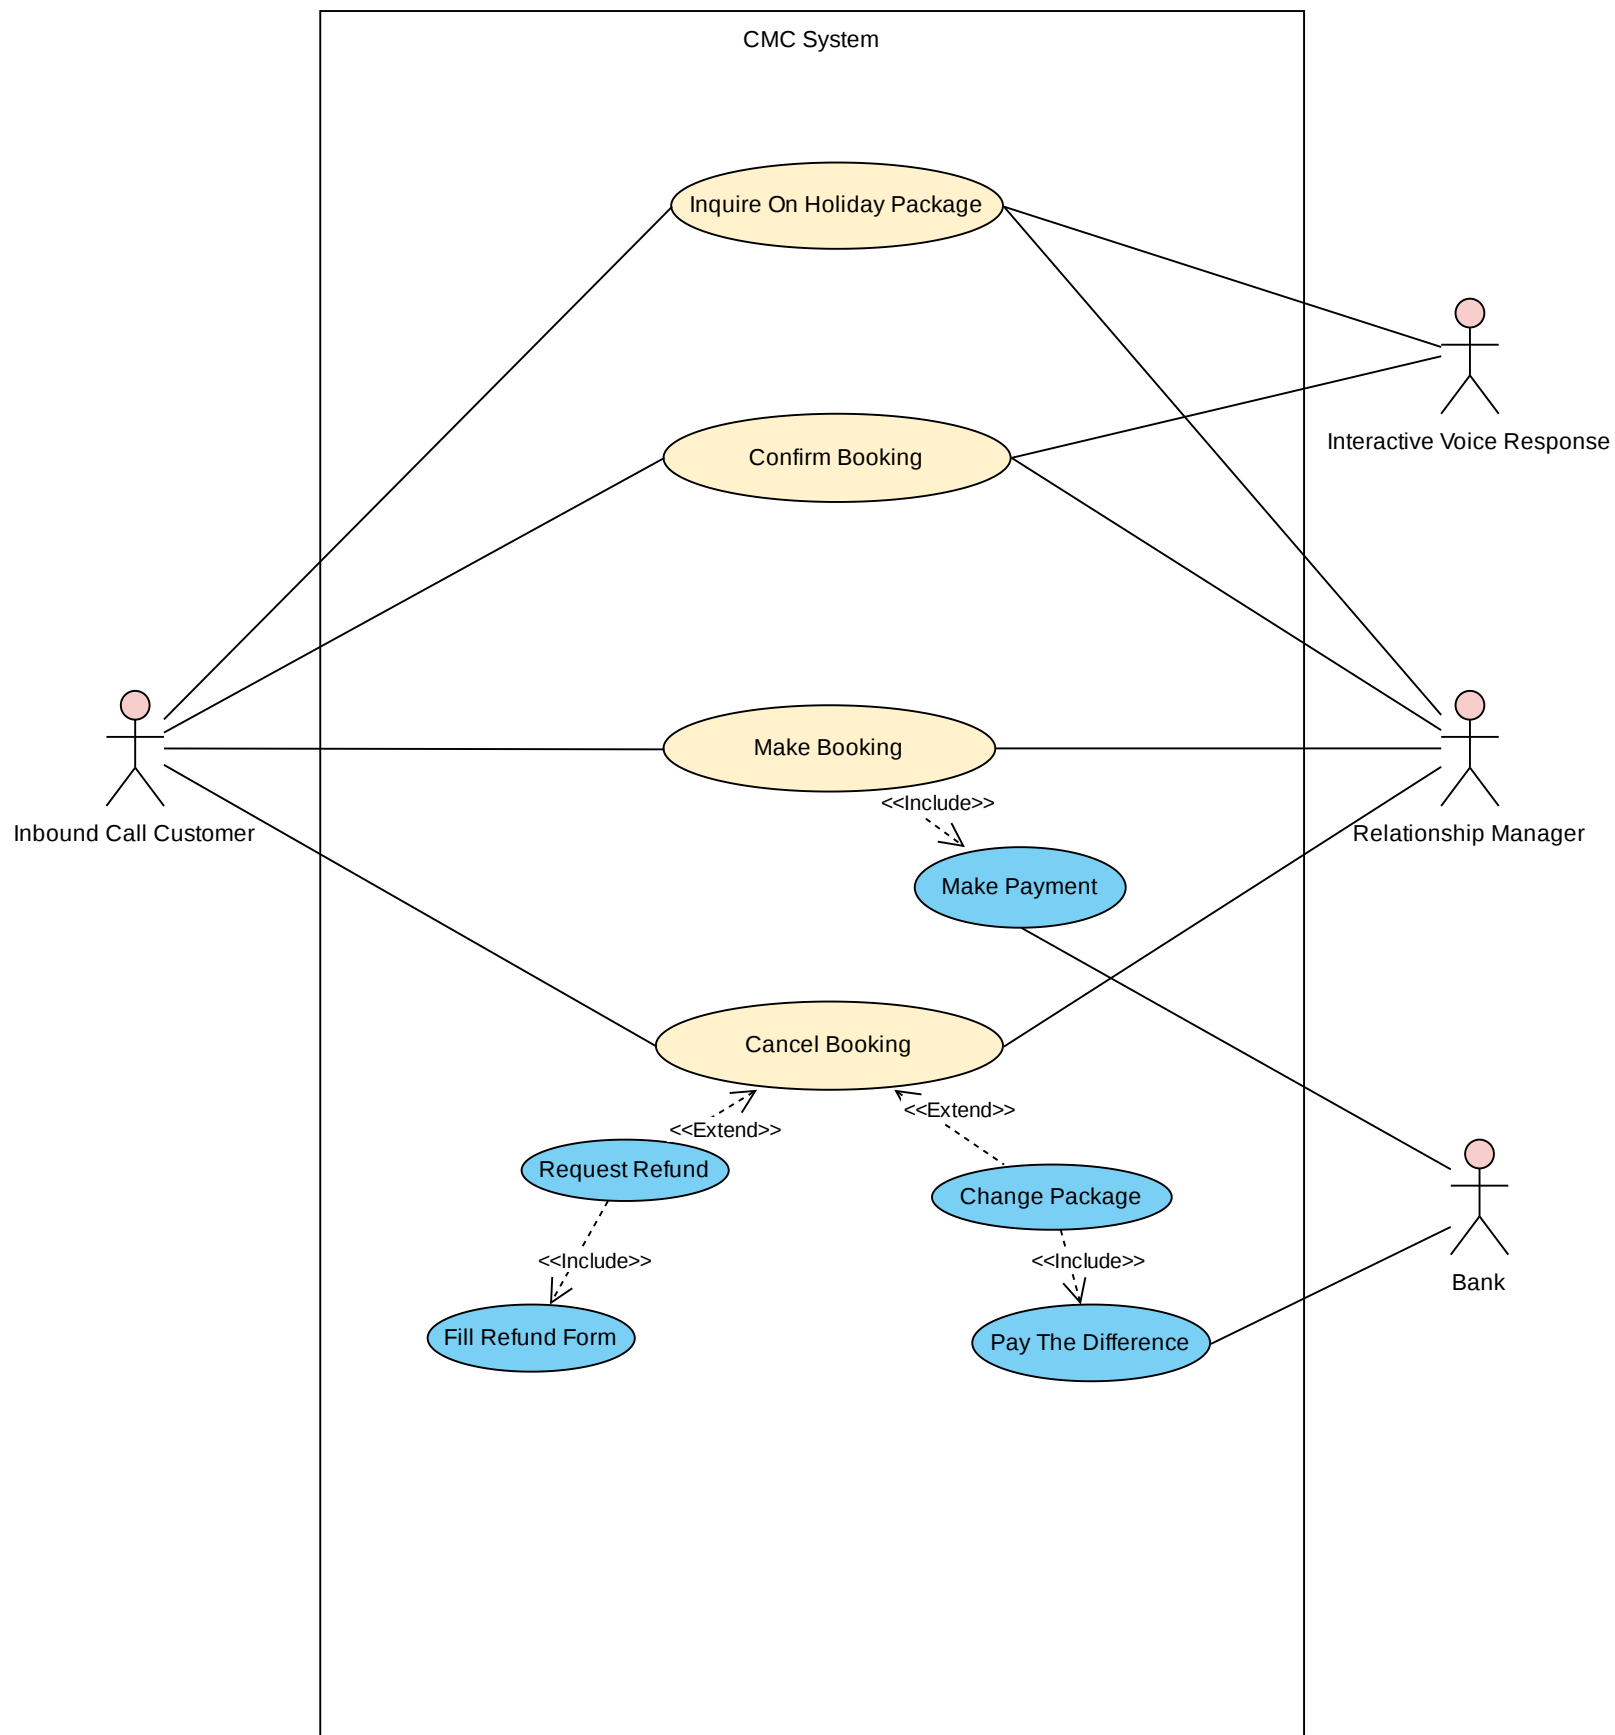 CMC System
Inquire On Holiday Package
Interactive Voice Response
Confirm Booking
Make Booking
<<Include>>
Inbound Call Customer
Relationship Manager
Make Payment
Cancel Booking
<<Extend>>
<<Extend>>
Request Refund
Change Package
<<Include>>
<<Include>>
Bank
Fill Refund Form
Pay The Difference